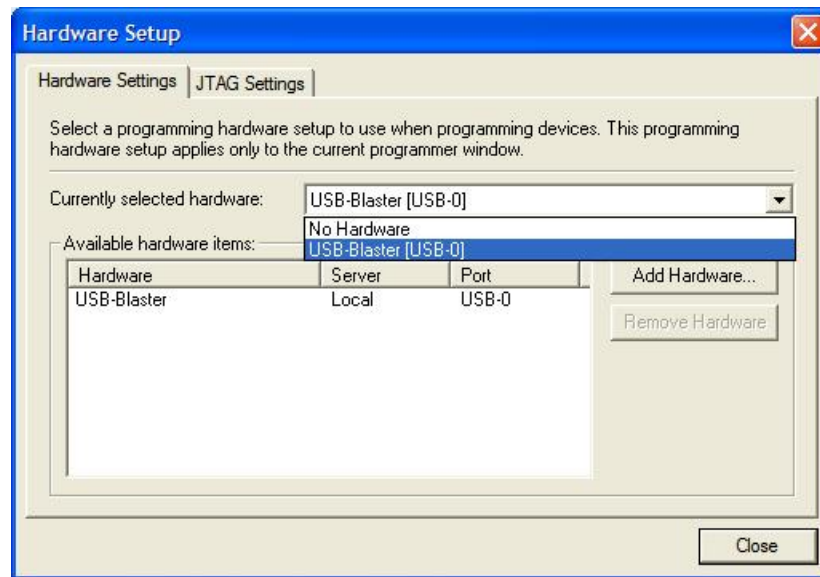 Hardware Setup
Hardware Settings
JTAG Settings
Select a programming hardware setup to use when programming devices. This programming
hardware setup applies only to the current programmer window.
Currently selected hardware:
USB-Blaster [USB-0]
No Hardware
USB-Blaster [USB-0]
Available hardware items:
Hardware Server Port
USB-Blaster Local USB-0
Add Hardware...
Remove Hardware
Close